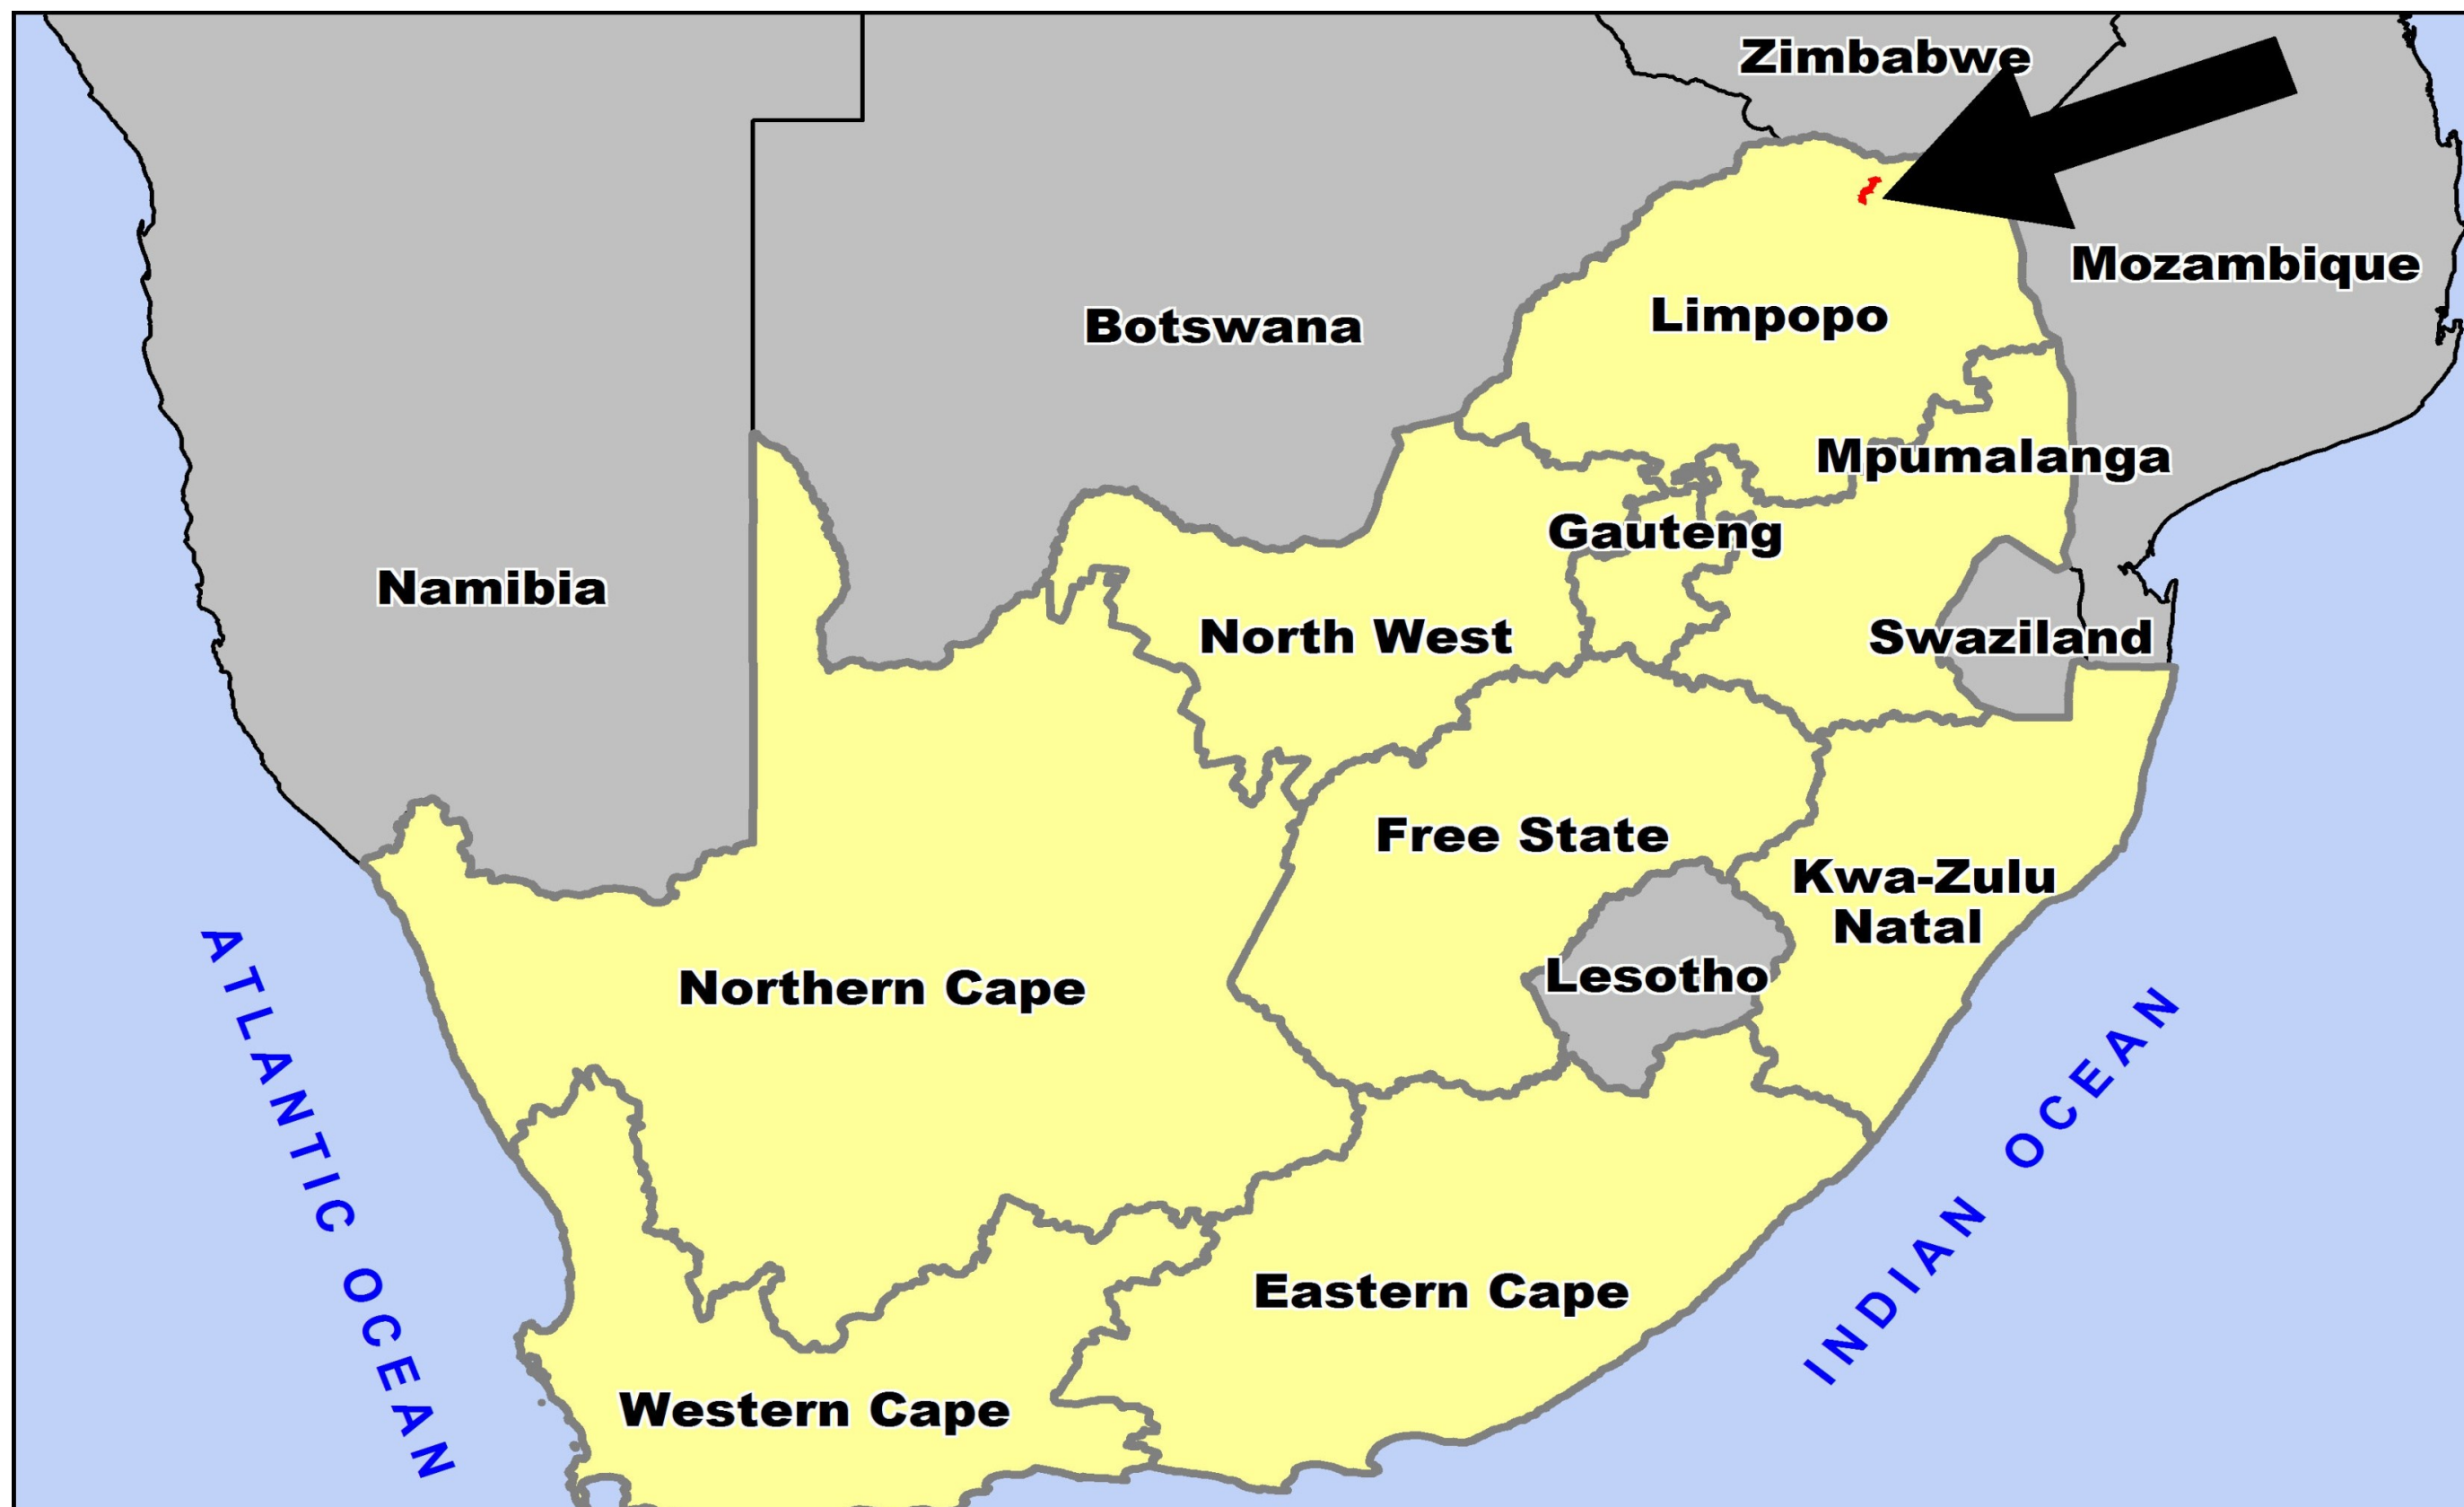 Zimbabwe
Mozambique
Limpopo
Botswana
Mpumalanga
Gauteng
Namibia
North West
Swaziland
Free State
Kwa-Zulu
Natal
Lesotho
Northern Cape
ATLANTIC OCEAN
INDIAN OCEAN
Eastern Cape
Western Cape